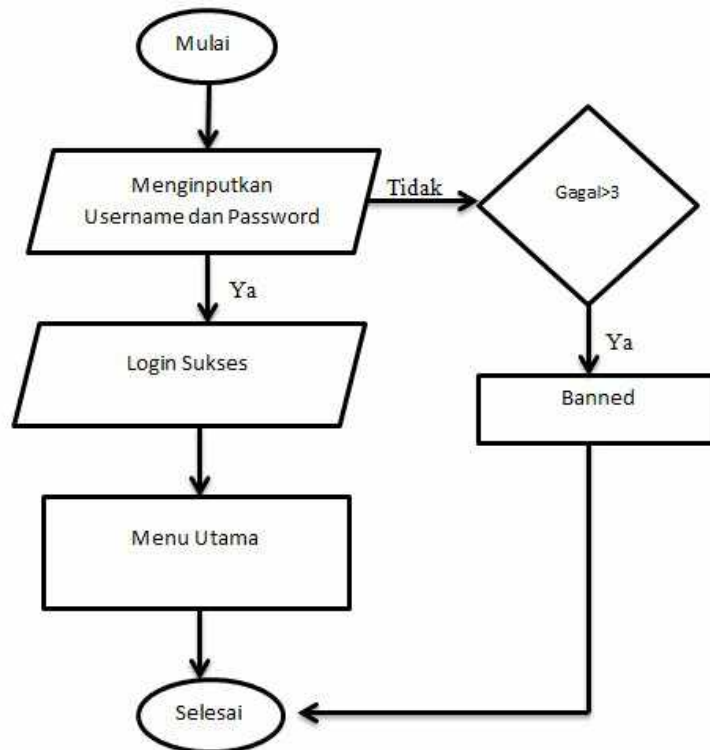 Mulai
Menginputkan
Username dan Password
Tidak
Gagal>3
Ya
Login Sukses
Ya
Banned
Menu Utama
Selesai